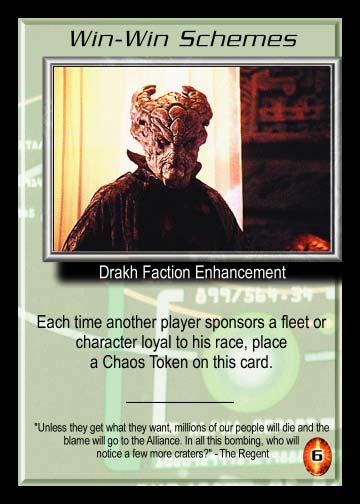 Win-Win Schemes
Drakh Faction Enhancement
899/564-34
Each time another player sponsors a fleet or
character loyal to his race, place
a Chaos Token on this card.
"Unless they get what they want, millions of our people will die and the
blame will go to the Alliance. In all this bombing, who will
notice a few more craters?" - The Regent
6